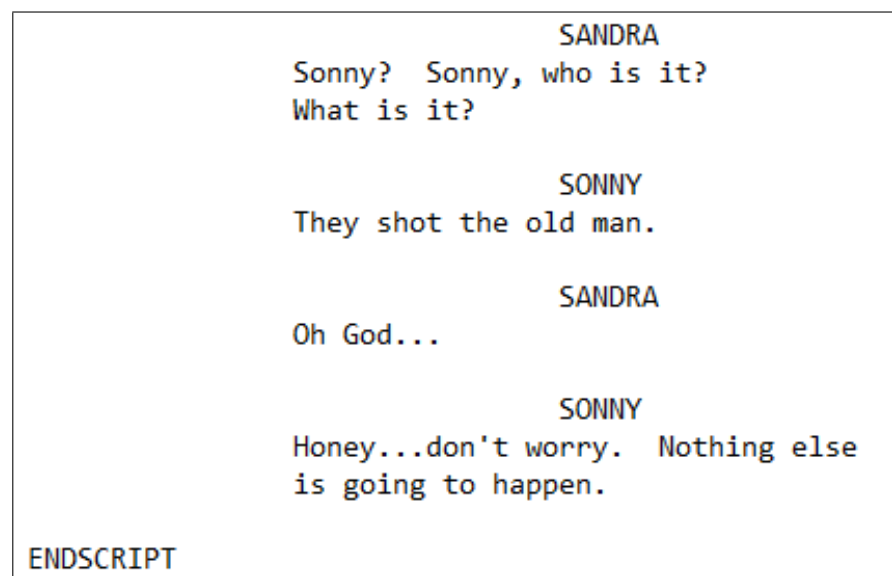 SANDRA
Sonny?  Sonny, who is it?
What is it?
SONNY
They shot the old man.
SANDRA
Oh God...
SONNY
Honey...don't worry.  Nothing else
is going to happen.
ENDSCRIPT